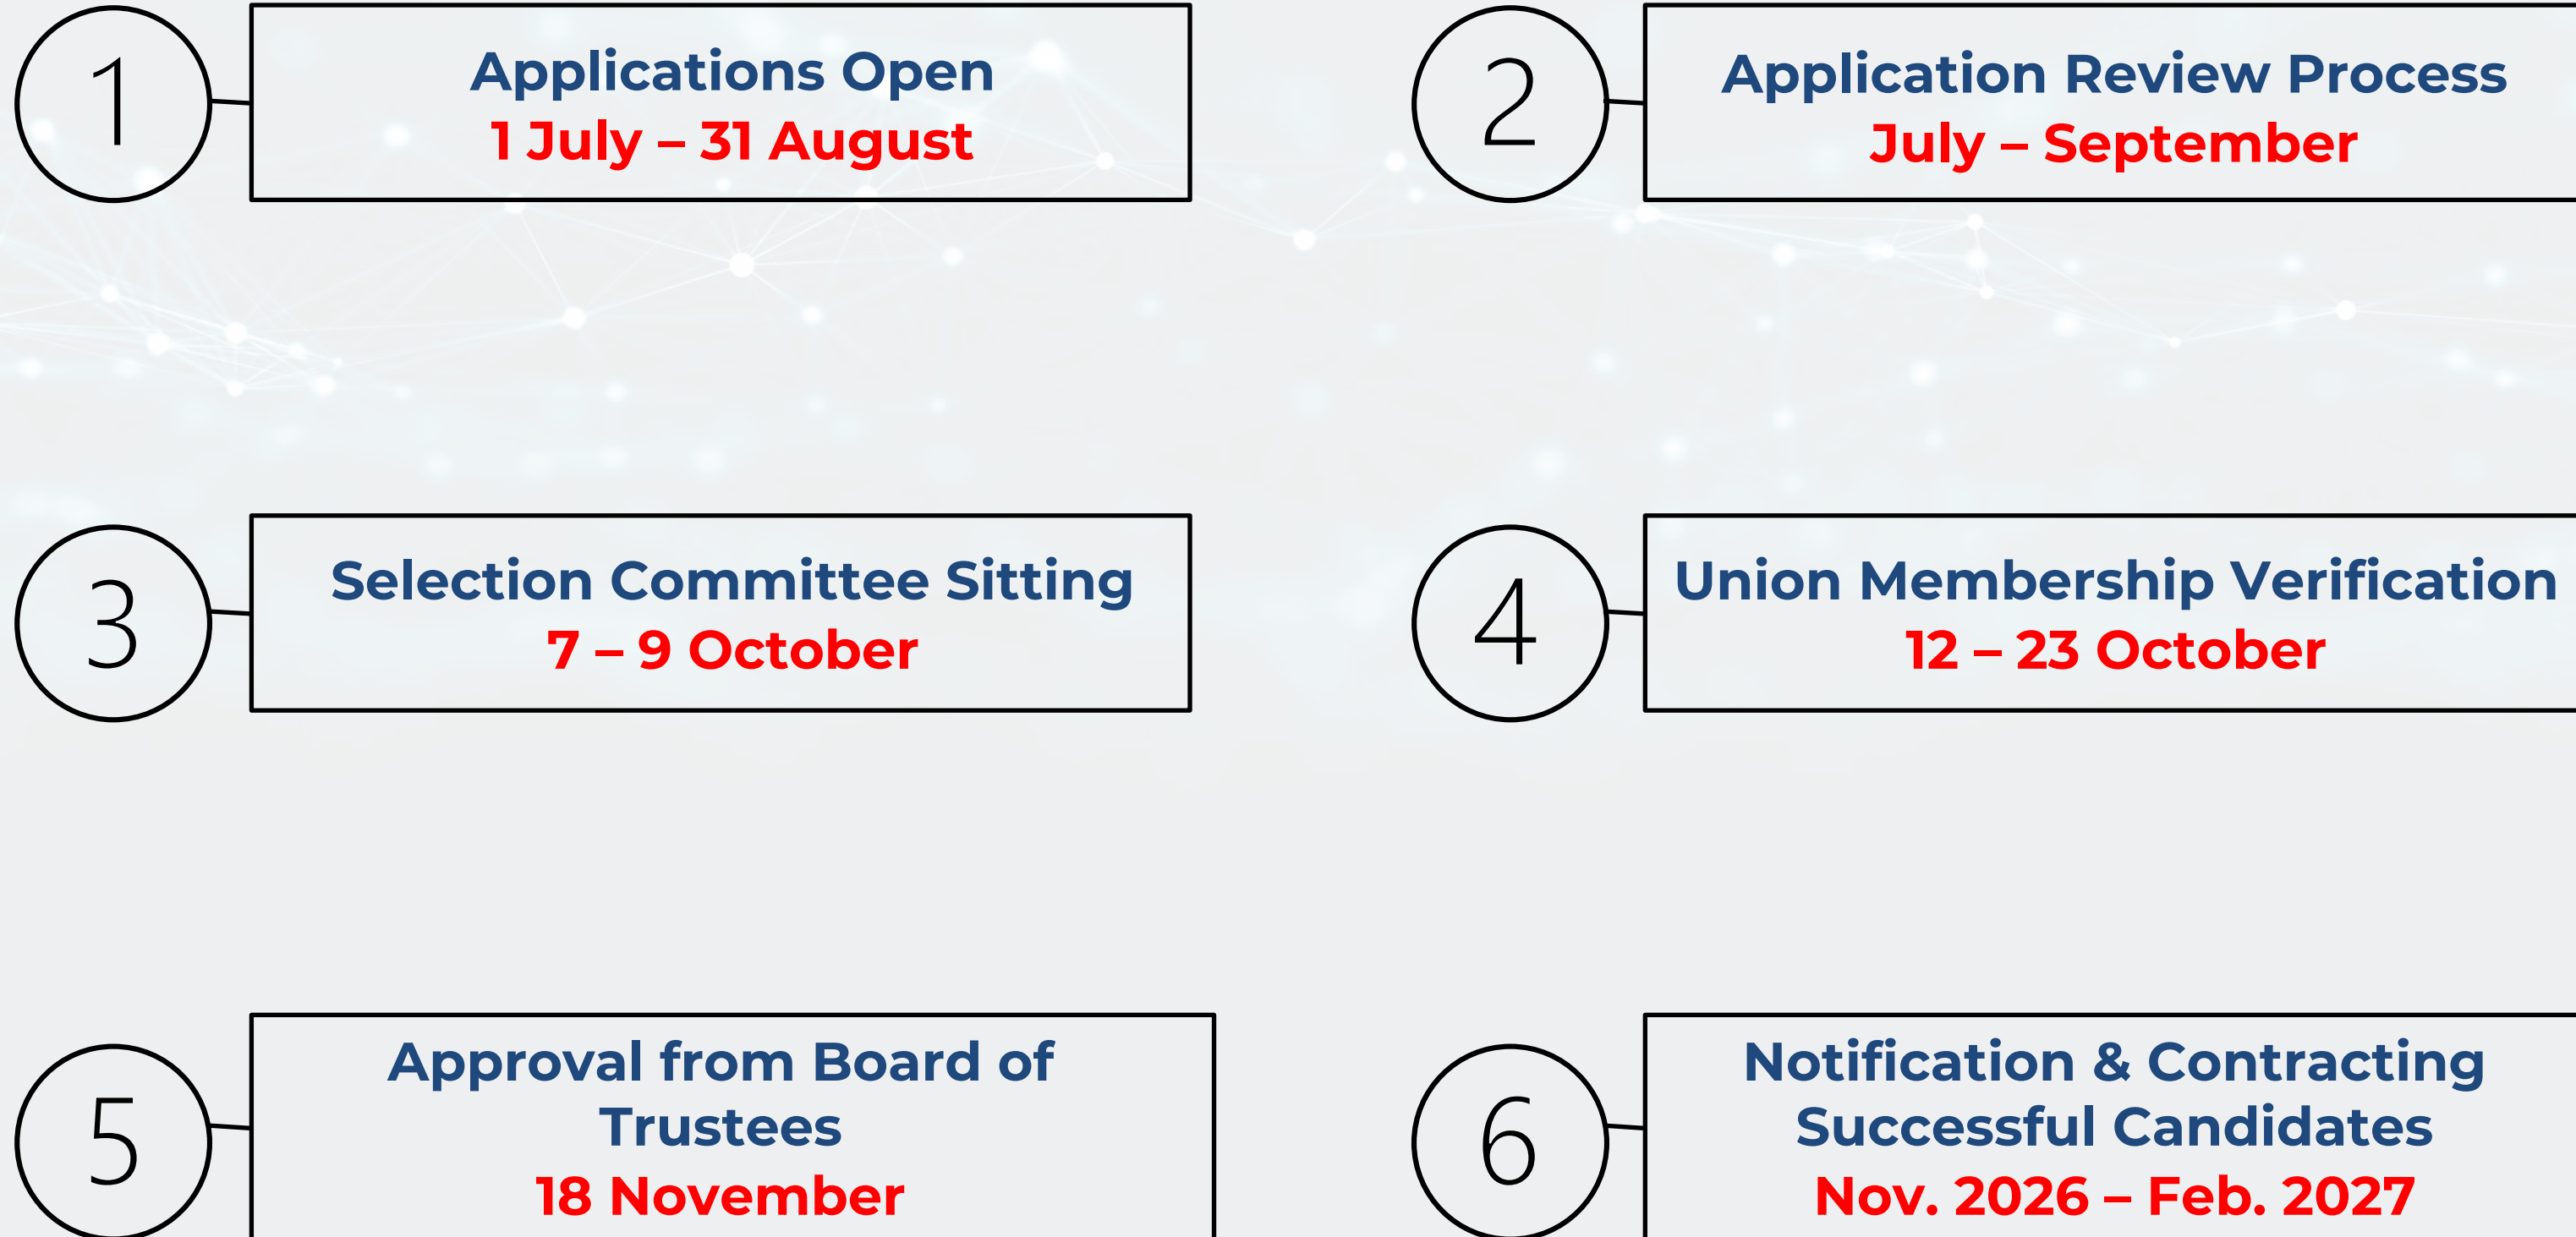 1
Applications Open
1 July – 31 August
2
Application Review Process
July – September
3
Selection Committee Sitting
7 – 9 October
4
Union Membership Verification
12 – 23 October
5
Approval from Board of
Trustees
18 November
6
Notification & Contracting
Successful Candidates
Nov. 2026 – Feb. 2027